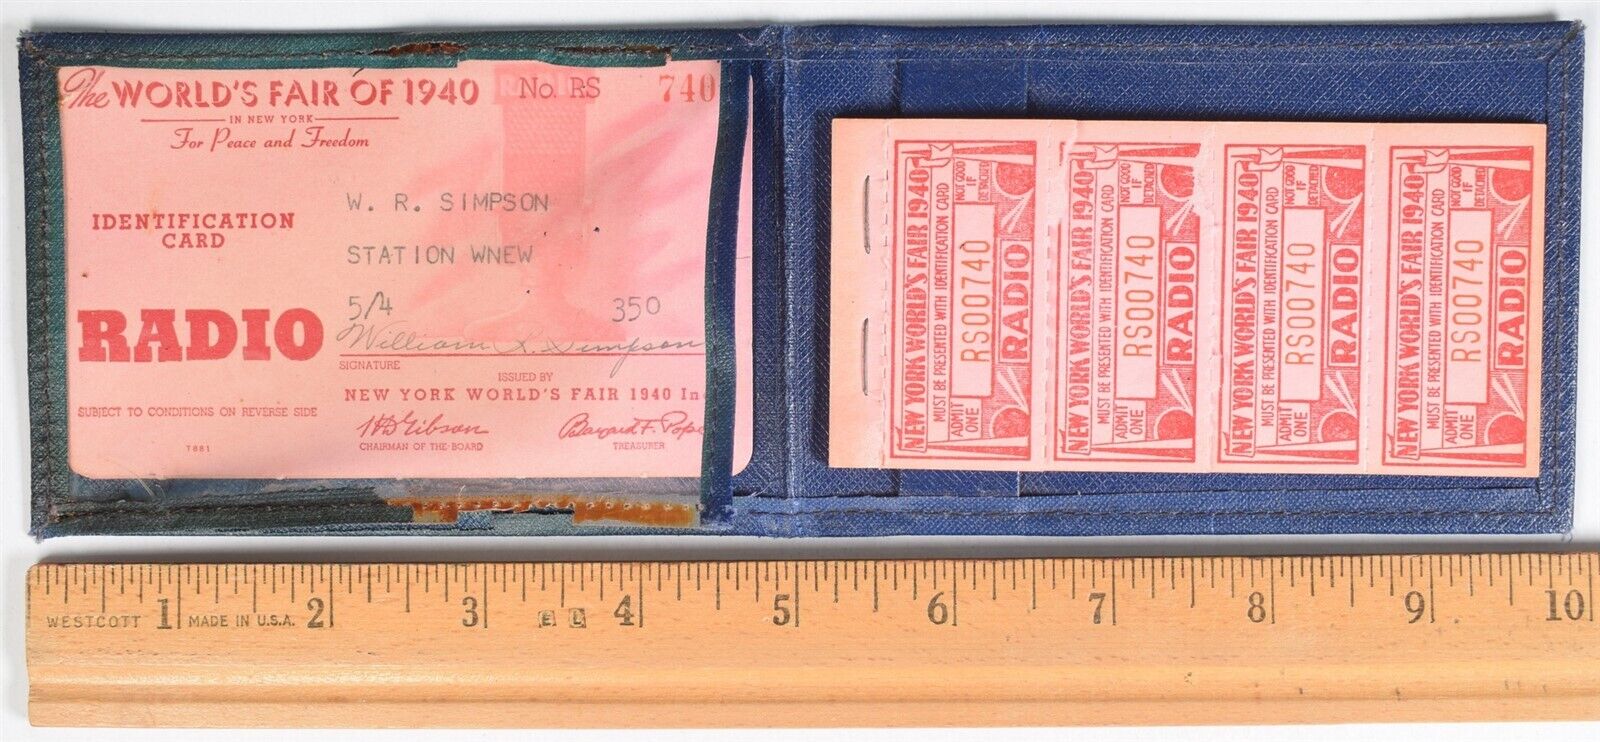 The WORLD'S FAIR OF 1940
No. RS 740
IN NEW YORK
For Peace and Freedom
IDENTIFICATION
CARD
W. R. SIMPSON
STATION WNEW
RADIO
5/4 350
William R. Simpson
SIGNATURE
ISSUED BY
NEW YORK WORLD'S FAIR 1940 In
SUBJECT TO CONDITIONS ON REVERSE SIDE
HDGibson
Bayard F. Pope
CHAIRMAN OF THE BOARD
TREASURER
7881
NEW YORK WORLD'S FAIR 1940
MUST BE PRESENTED WITH IDENTIFICATION CARD
ADMIT
ONE
RS00740
NOT GOOD
IF
DETACHED
RADIO
NEW YORK WORLD'S FAIR 1940
MUST BE PRESENTED WITH IDENTIFICATION CARD
ADMIT
ONE
RS00740
NOT GOOD
IF
DETACHED
RADIO
NEW YORK WORLD'S FAIR 1940
MUST BE PRESENTED WITH IDENTIFICATION CARD
ADMIT
ONE
RS00740
NOT GOOD
IF
DETACHED
RADIO
NEW YORK WORLD'S FAIR 1940
MUST BE PRESENTED WITH IDENTIFICATION CARD
ADMIT
ONE
RS00740
NOT GOOD
IF
DETACHED
RADIO
1 2 3 4 5 6 7 8 9 10
WESTCOTT MADE IN U.S.A. E L